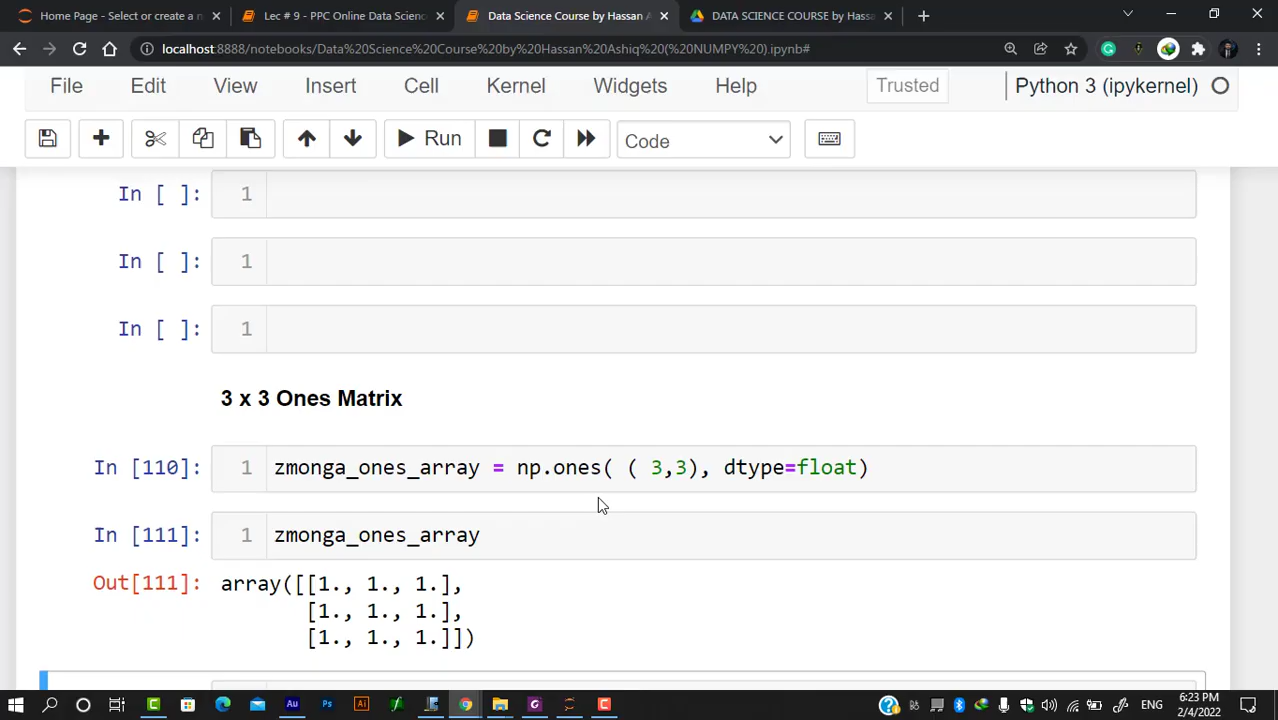 Home Page - Select or create a n
Lec # 9 - PPC Online Data Scienc
Data Science Course by Hassan A
DATA SCIENCE COURSE by Hassa
localhost:8888/notebooks/Data%20Science%20Course%20by%20Hassan%20Ashiq%20(%20NUMPY%20).ipynb#
File Edit View Insert Cell Kernel Widgets Help Trusted Python 3 (ipykernel)
Run Code
In [ ]: 1
In [ ]: 1
In [ ]: 1
3 x 3 Ones Matrix
In [110]: 1 zmonga_ones_array = np.ones( ( 3,3), dtype=float)
In [111]: 1 zmonga_ones_array
Out[111]: array([[1., 1., 1.],
[1., 1., 1.],
[1., 1., 1.]])
Au Ps Ai
ENG
6:23 PM
2/4/2022